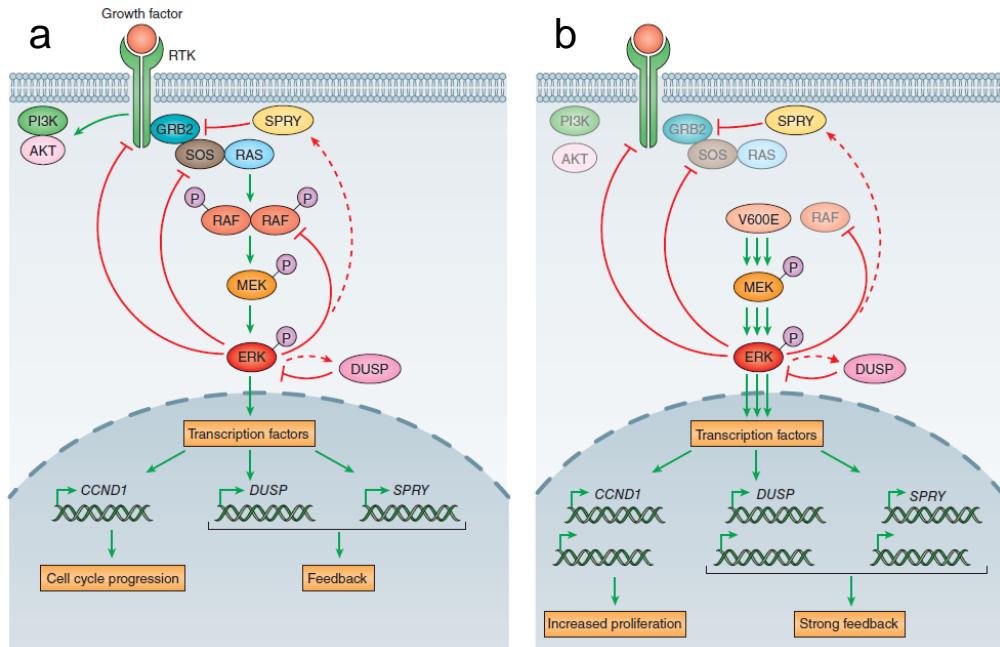 a
Growth factor
RTK
PI3K
AKT
GRB2
SPRY
SOS
RAS
P
P
RAF
RAF
P
MEK
P
ERK
DUSP
Transcription factors
CCND1
DUSP
SPRY
Cell cycle progression
Feedback
b
PI3K
AKT
GRB2
SPRY
SOS
RAS
V600E
RAF
P
MEK
P
ERK
DUSP
Transcription factors
CCND1
DUSP
SPRY
Increased proliferation
Strong feedback